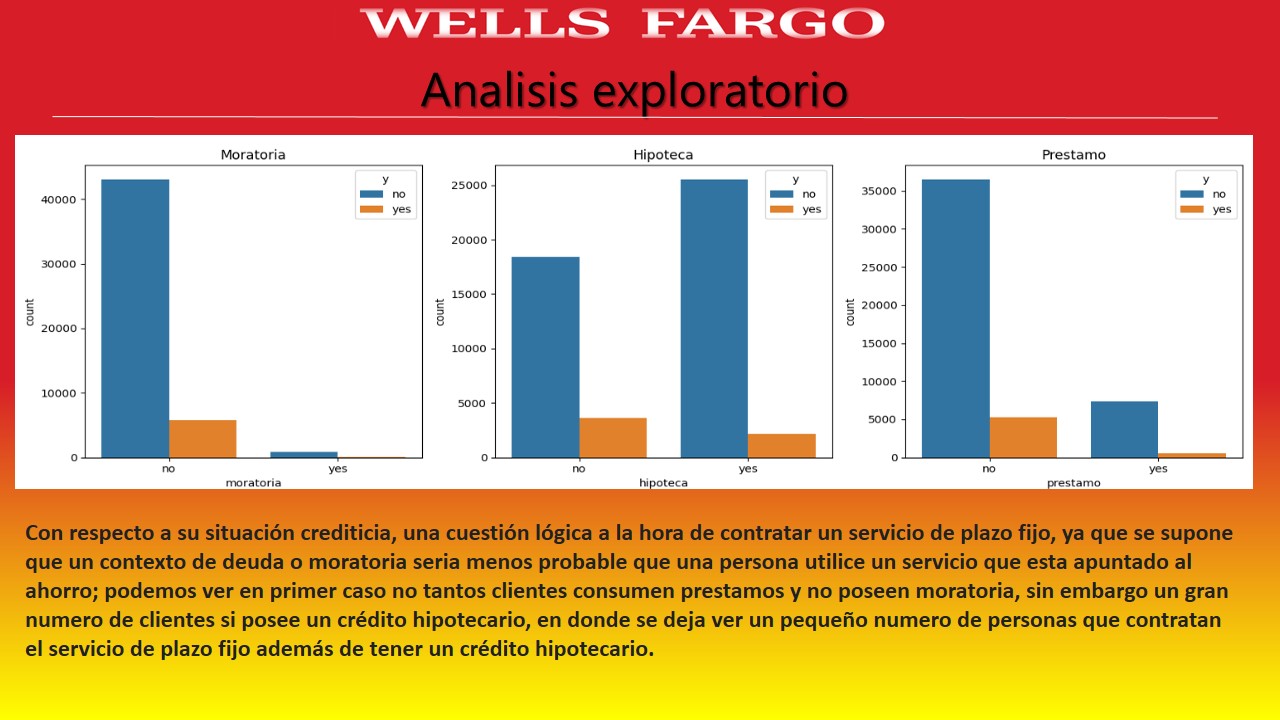 WELLS FARGO
Analisis exploratorio
Moratoria
y
no
yes
40000
30000
20000
10000
0
count
no
yes
moratoria
Hipoteca
y
no
yes
25000
20000
15000
10000
5000
0
count
no
yes
hipoteca
Prestamo
y
no
yes
35000
30000
25000
20000
15000
10000
5000
0
count
no
yes
prestamo
Con respecto a su situación crediticia, una cuestión lógica a la hora de contratar un servicio de plazo fijo, ya que se supone
que un contexto de deuda o moratoria seria menos probable que una persona utilice un servicio que esta apuntado al
ahorro; podemos ver en primer caso no tantos clientes consumen prestamos y no poseen moratoria, sin embargo un gran
numero de clientes si posee un crédito hipotecario, en donde se deja ver un pequeño numero de personas que contratan
el servicio de plazo fijo además de tener un crédito hipotecario.